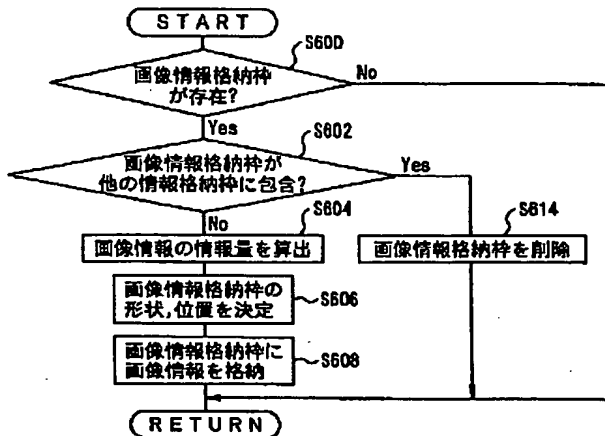 START
S600
画像情報格納枠
が存在?
No
Yes
S602
画像情報格納枠が
他の情報格納枠に包含?
Yes
No
S604
画像情報の情報量を算出
S614
画像情報格納枠を削除
画像情報格納枠の
形状,位置を決定
S606
画像情報格納枠に
画像情報を格納
S608
RETURN